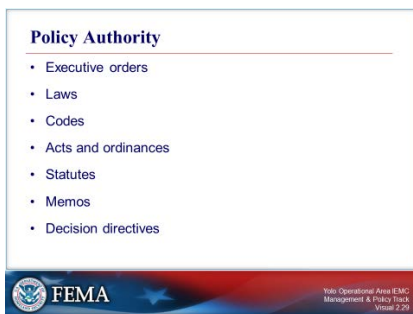 Policy Authority
• Executive orders
• Laws
• Codes
• Acts and ordinances
• Statutes
• Memos
• Decision directives
FEMA
Yolo Operational Area IEMC
Management & Policy Track
Visual 2.29